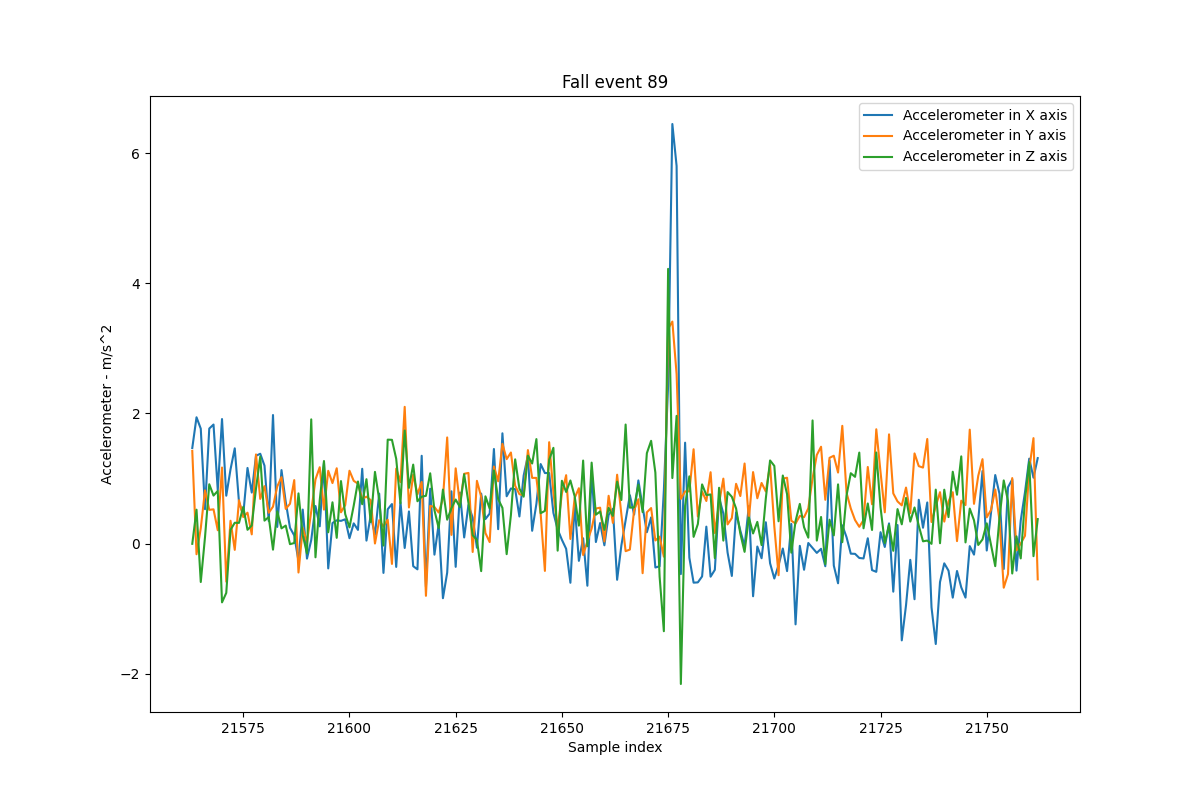 Fall event 89
Accelerometer in X axis
Accelerometer in Y axis
Accelerometer in Z axis
Accelerometer - m/s^2
6
4
2
0
−2
21575 21600 21625 21650 21675 21700 21725 21750
Sample index